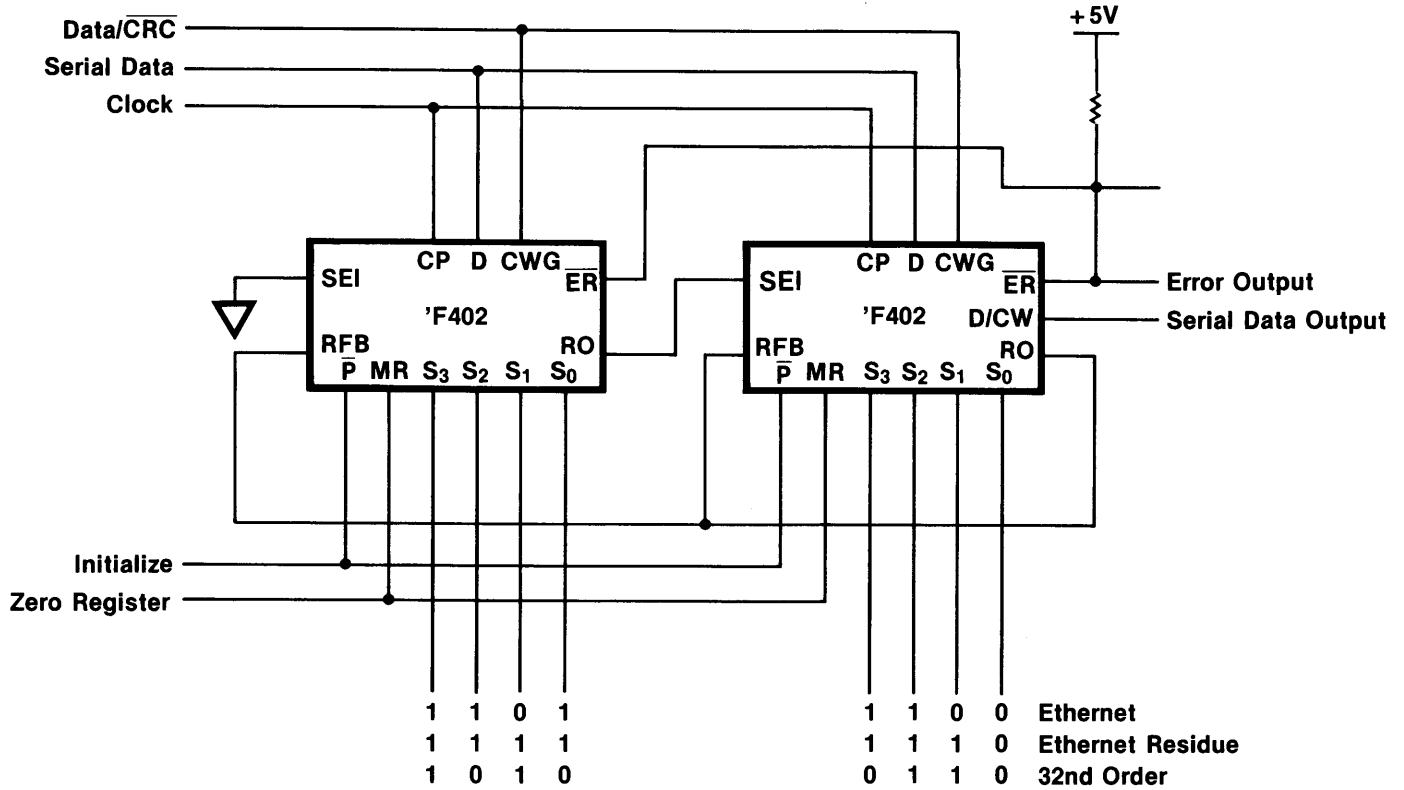 Data/CRC
Serial Data
Clock
+5V
CP D CWG
SEI
ER
'F402
RFB
RO
P MR S3 S2 S1 S0
CP D CWG
SEI
ER
'F402
D/CW
RFB
RO
P MR S3 S2 S1 S0
Error Output
Serial Data Output
Initialize
Zero Register
1 1 0 1 1 1 0 0 Ethernet
1 1 1 1 1 1 1 0 Ethernet Residue
1 0 1 0 0 1 1 0 32nd Order